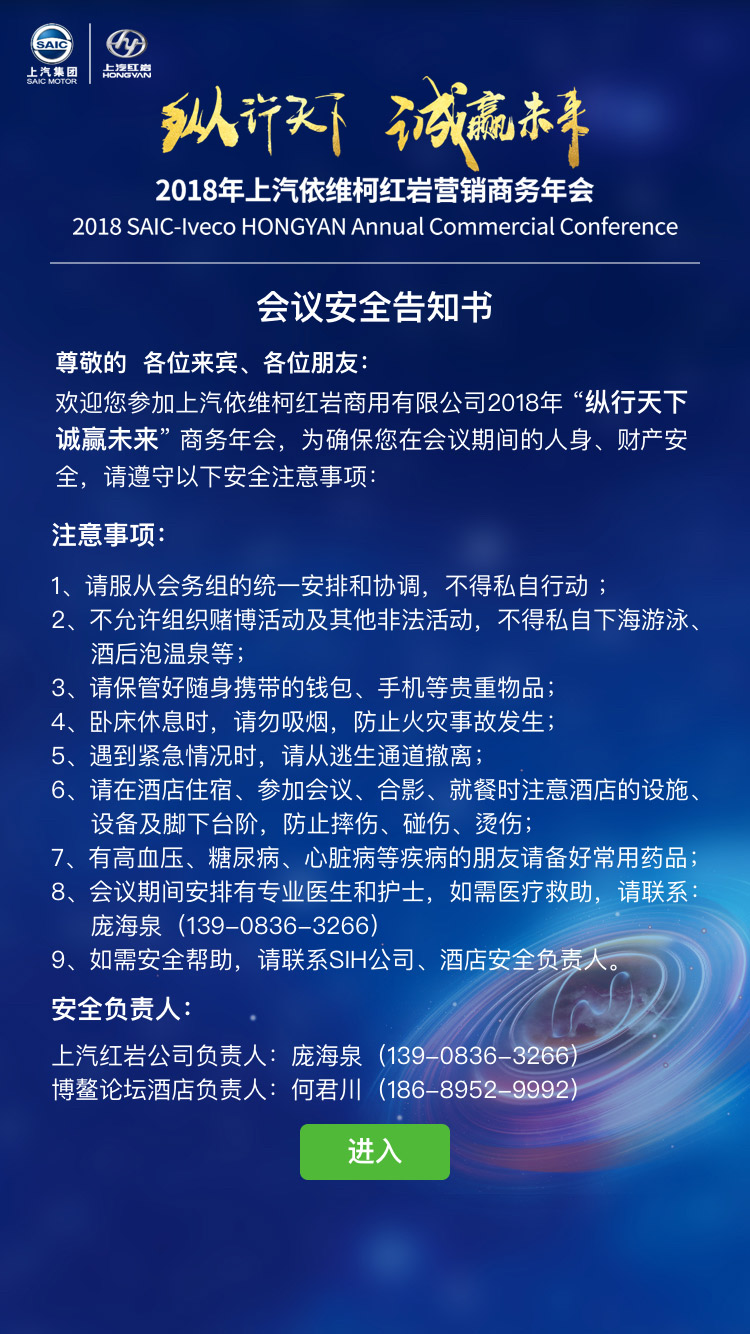 SAIC
上汽集团
SAIC MOTOR
上汽红岩
HONGYAN
纵行天下 诚赢未来
2018年上汽依维柯红岩营销商务年会
2018 SAIC-Iveco HONGYAN Annual Commercial Conference
会议安全告知书
尊敬的 各位来宾、各位朋友：
欢迎您参加上汽依维柯红岩商用有限公司2018年“纵行天下
诚赢未来”商务年会，为确保您在会议期间的人身、财产安
全，请遵守以下安全注意事项：
注意事项：
1、请服从会务组的统一安排和协调，不得私自行动；
2、不允许组织赌博活动及其他非法活动，不得私自下海游泳、
酒后泡温泉等；
3、请保管好随身携带的钱包、手机等贵重物品；
4、卧床休息时，请勿吸烟，防止火灾事故发生；
5、遇到紧急情况时，请从逃生通道撤离；
6、请在酒店住宿、参加会议、合影、就餐时注意酒店的设施、
设备及脚下台阶，防止摔伤、碰伤、烫伤；
7、有高血压、糖尿病、心脏病等疾病的朋友请备好常用药品；
8、会议期间安排有专业医生和护士，如需医疗救助，请联系：
庞海泉（139-0836-3266）
9、如需安全帮助，请联系SIH公司、酒店安全负责人。
安全负责人：
上汽红岩公司负责人：庞海泉（139-0836-3266）
博鳌论坛酒店负责人：何君川（186-8952-9992）
进入